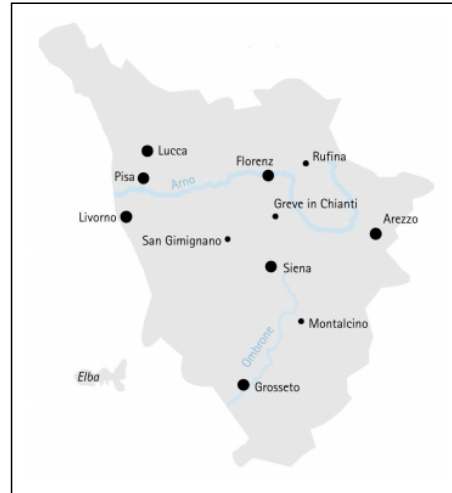 Lucca
Rufina
Florenz
Pisa
Arno
Greve in Chianti
Livorno
Arezzo
San Gimignano
Siena
Montalcino
Ombrone
Elba
Grosseto